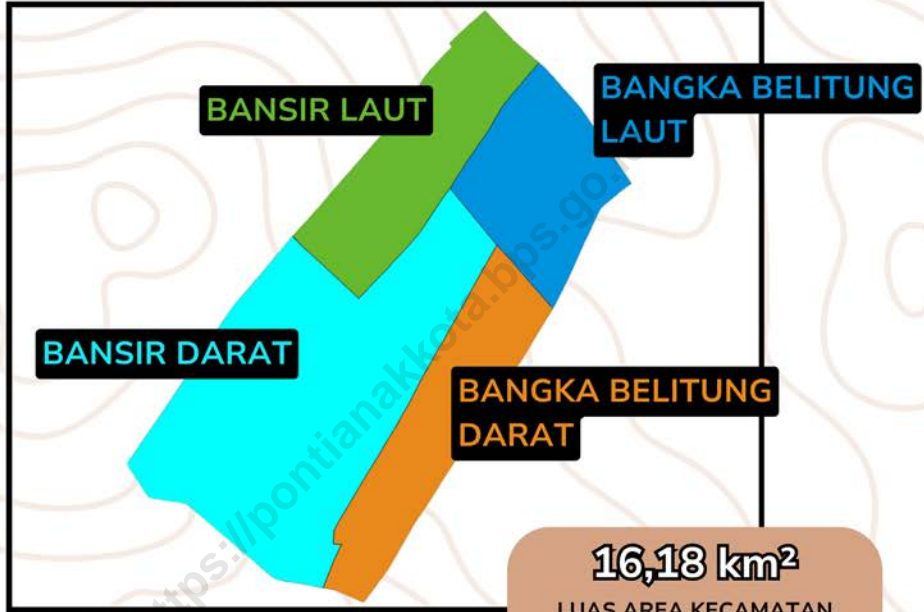 BANSIR LAUT
BANGKA BELITUNG
LAUT
BANSIR DARAT
BANGKA BELITUNG
DARAT
https://pontianakkota.bps.go.
16,18 km²
LUAS AREA KECAMATAN